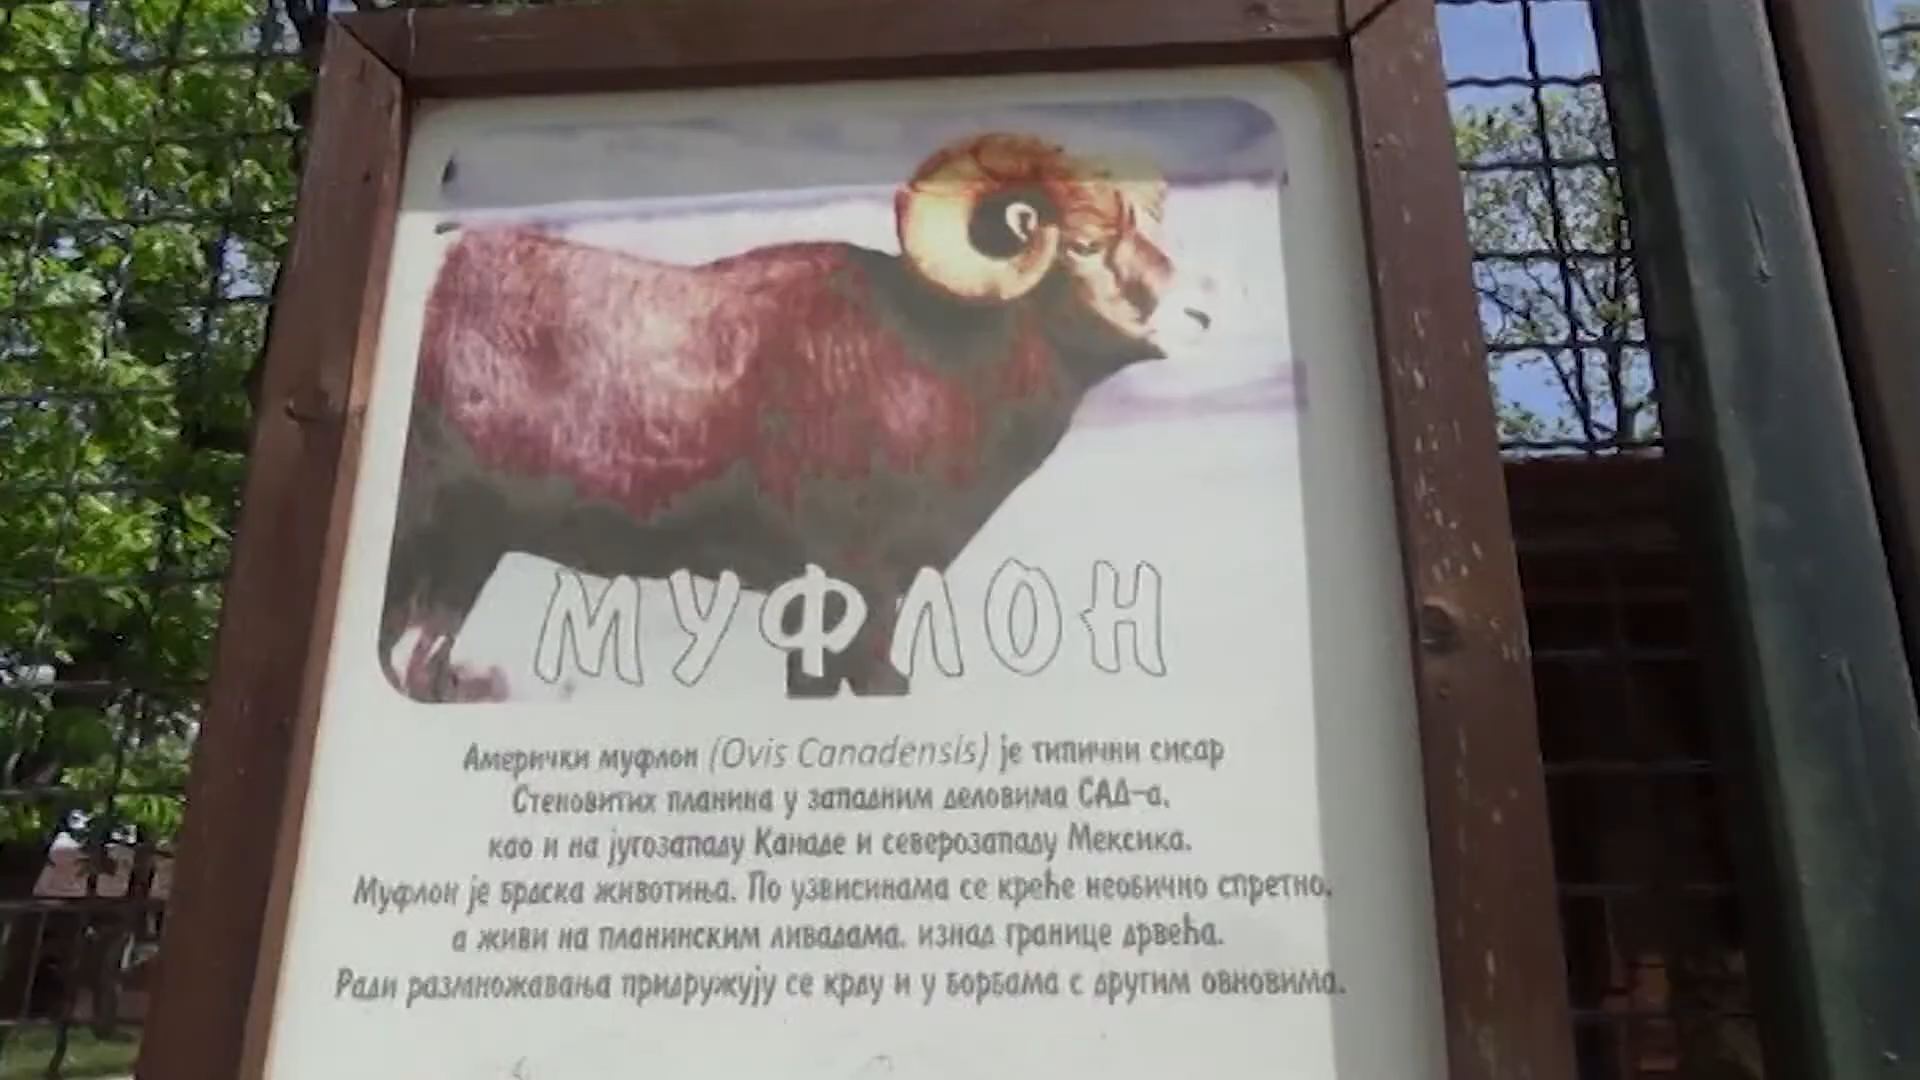 МУФЛОН
Амерички муфлон (Ovis Canadensis) је типични сисар
Стеновитих планина у западним деловима САД-а,
као и на југозападу Канаде и северозападу Мексика.
Муфлон је брдска животиња. По узвисинама се креће необично спретно,
а живи на планинским ливадама, изнад границе дрвећа.
Ради размножавања придружују се крду и у борбама с другим овновима.